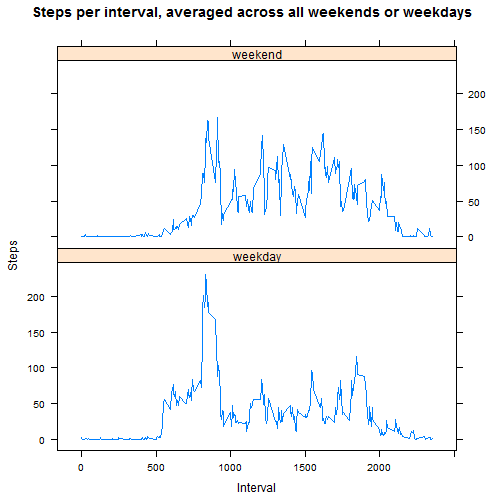 Steps per interval, averaged across all weekends or weekdays
weekend
200
150
100
50
0
Steps
weekday
200
150
100
50
0
0 500 1000 1500 2000
Interval